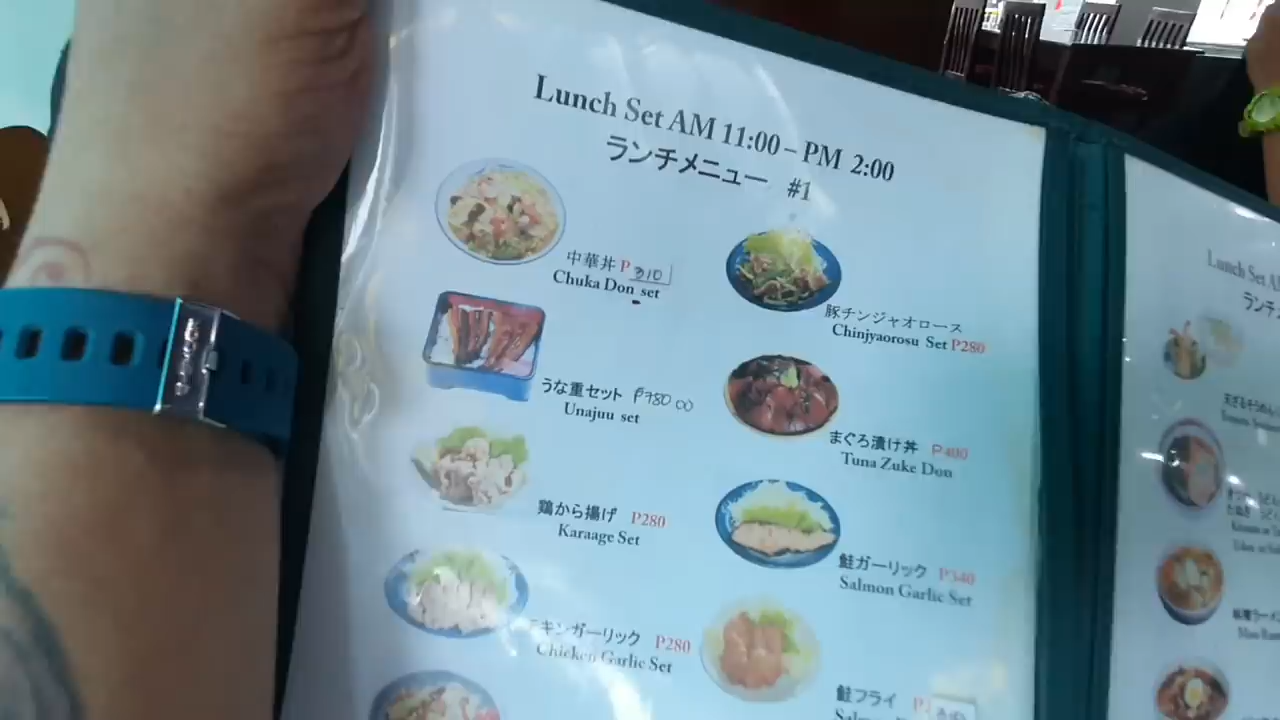 Lunch Set AM 11:00 – PM 2:00
ランチメニュー #1
中華丼 P 310
Chuka Don set
うな重セット ₱780 00
Unajuu set
鶏から揚げ P280
Karaage Set
キンガーリック P280
Chicken Garlic Set
豚チンジャオロース
Chinjyaorosu Set P280
まぐろ漬け丼 P400
Tuna Zuke Don
鮭ガーリック P340
Salmon Garlic Set
鮭フライ
Salmon
Lunch Set
ランチ